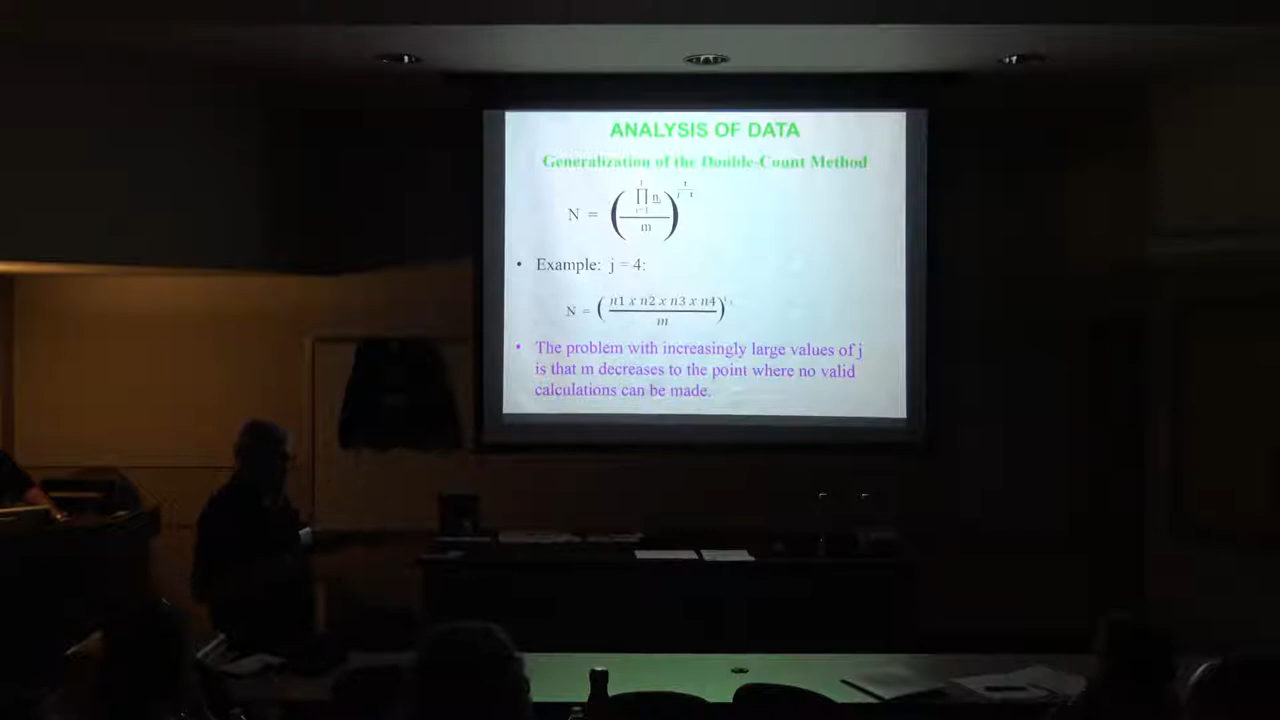 ANALYSIS OF DATA
Generalization of the Double-Count Method
N = ( ∏ nᵢ / m )
• Example: j = 4:
N = ( n1 x n2 x n3 x n4 / m )
• The problem with increasingly large values of j
is that m decreases to the point where no valid
calculations can be made.